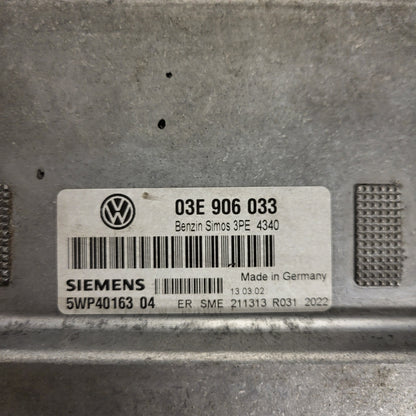 03E 906 033
Benzin Simos 3PE 4340
Made in Germany
SIEMENS 13.03.02
5WP40163 04 ER SME 211313 R031 2022